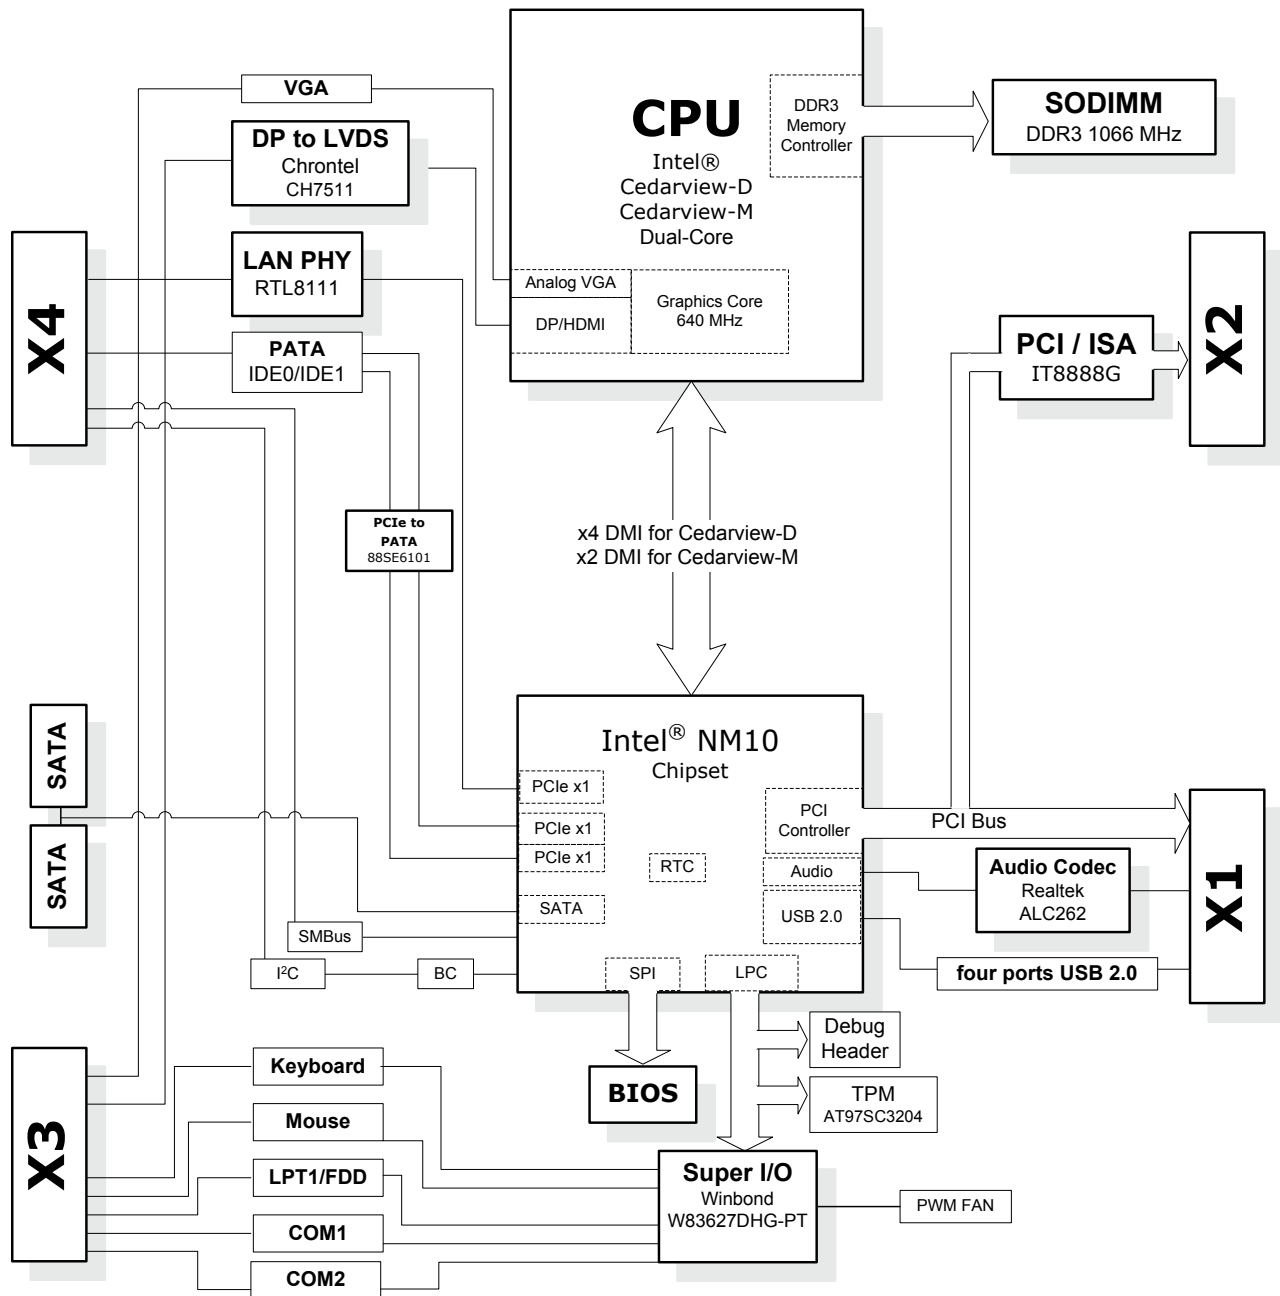 VGA
DP to LVDS
Chrontel
CH7511
CPU
Intel®
Cedarview-D
Cedarview-M
Dual-Core
DDR3
Memory
Controller
SODIMM
DDR3 1066 MHz
X4
LAN PHY
RTL8111
PATA
IDE0/IDE1
Analog VGA
DP/HDMI
Graphics Core
640 MHz
PCI / ISA
IT8888G
X2
PCIe to
PATA
88SE6101
x4 DMI for Cedarview-D
x2 DMI for Cedarview-M
SATA
SATA
Intel® NM10
Chipset
PCIe x1
PCIe x1
PCIe x1
SATA
RTC
PCI
Controller
Audio
USB 2.0
SPI
LPC
PCI Bus
Audio Codec
Realtek
ALC262
four ports USB 2.0
X1
SMBus
I²C
BC
BIOS
Debug
Header
TPM
AT97SC3204
X3
Keyboard
Mouse
LPT1/FDD
COM1
COM2
Super I/O
Winbond
W83627DHG-PT
PWM FAN